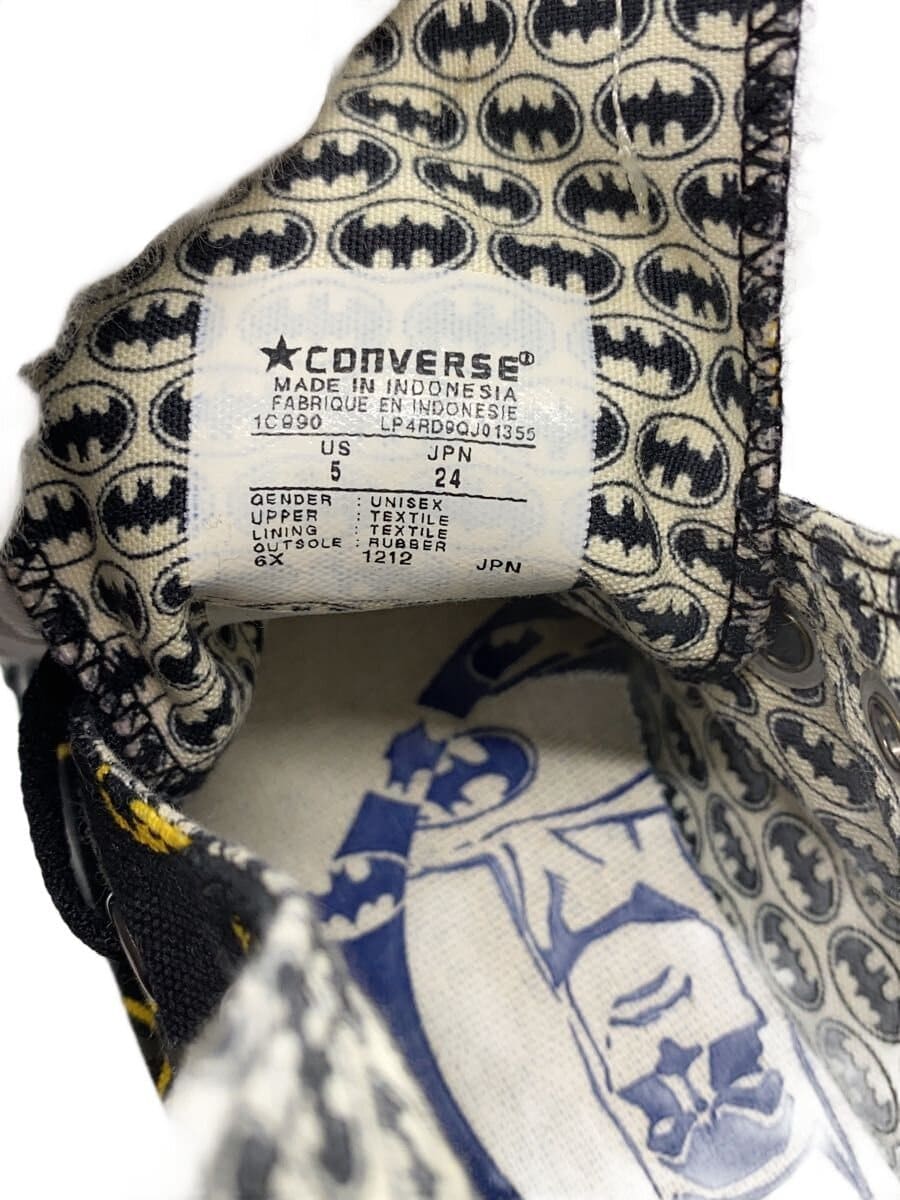 ★CONVERSE®
MADE IN INDONESIA
FABRIQUE EN INDONESIE
1C990 LP4RD9QJ01355
US JPN
5 24
GENDER : UNISEX
UPPER : TEXTILE
LINING : TEXTILE
OUTSOLE : RUBBER
6X 1212 JPN